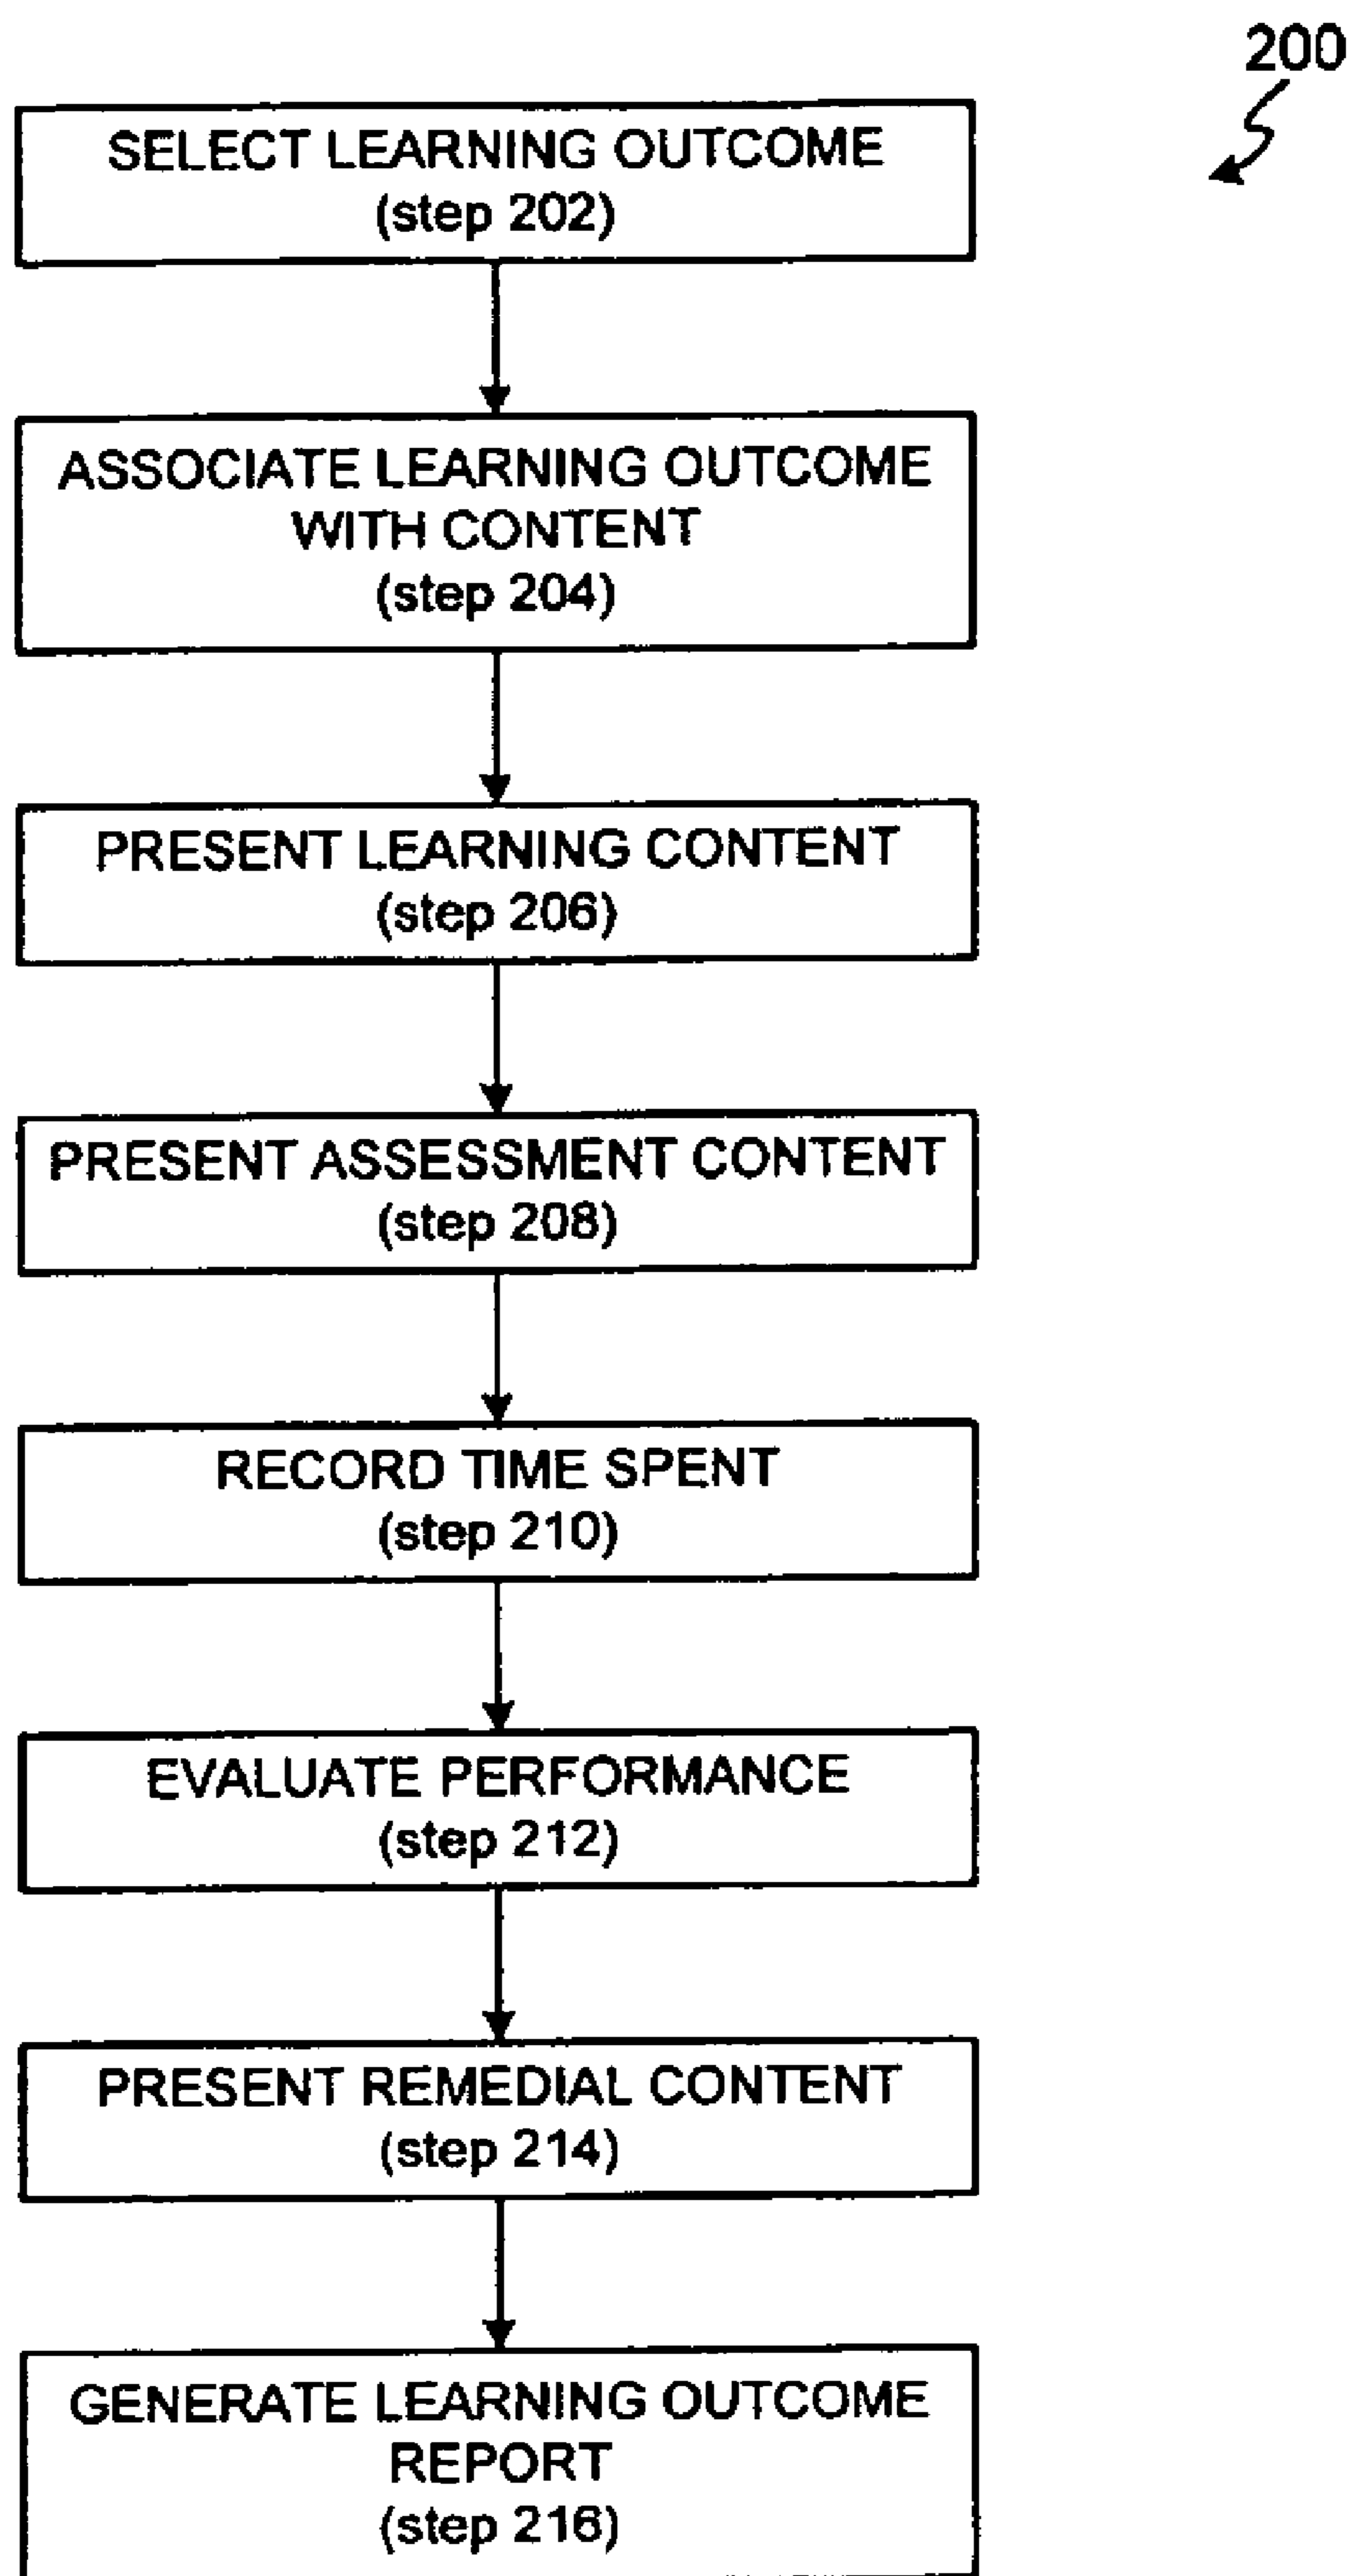 200
SELECT LEARNING OUTCOME
(step 202)
ASSOCIATE LEARNING OUTCOME
WITH CONTENT
(step 204)
PRESENT LEARNING CONTENT
(step 206)
PRESENT ASSESSMENT CONTENT
(step 208)
RECORD TIME SPENT
(step 210)
EVALUATE PERFORMANCE
(step 212)
PRESENT REMEDIAL CONTENT
(step 214)
GENERATE LEARNING OUTCOME
REPORT
(step 216)